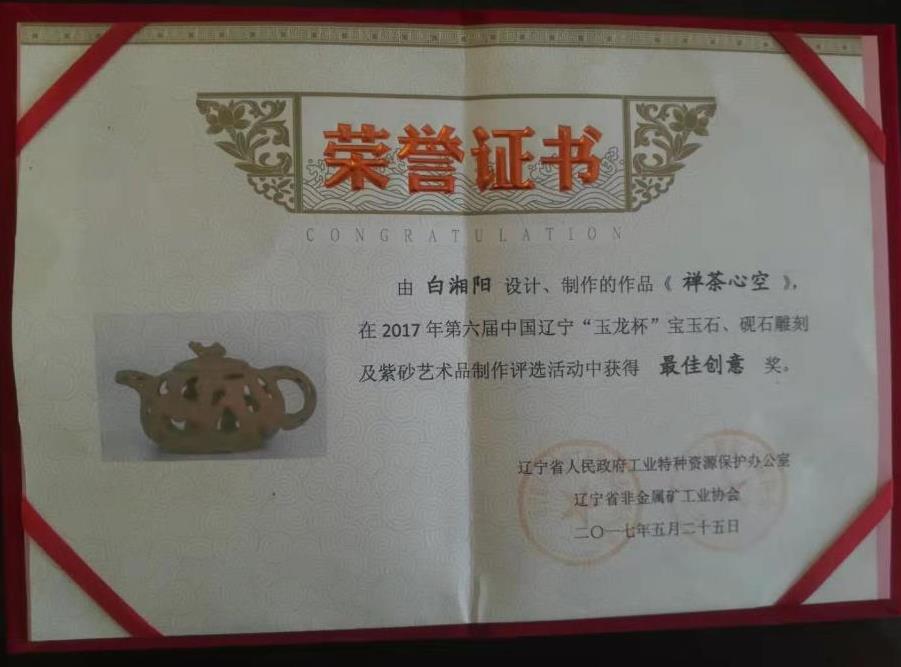 荣誉证书
CONGRATULATION
由 白湘阳 设计、制作的作品《 禅茶心空 》,
在2017年第六届中国辽宁“玉龙杯”宝玉石、砚石雕刻
及紫砂艺术品制作评选活动中获得 最佳创意 奖。
辽宁省人民政府工业特种资源保护办公室
辽宁省非金属矿工业协会
二〇一七年五月二十五日